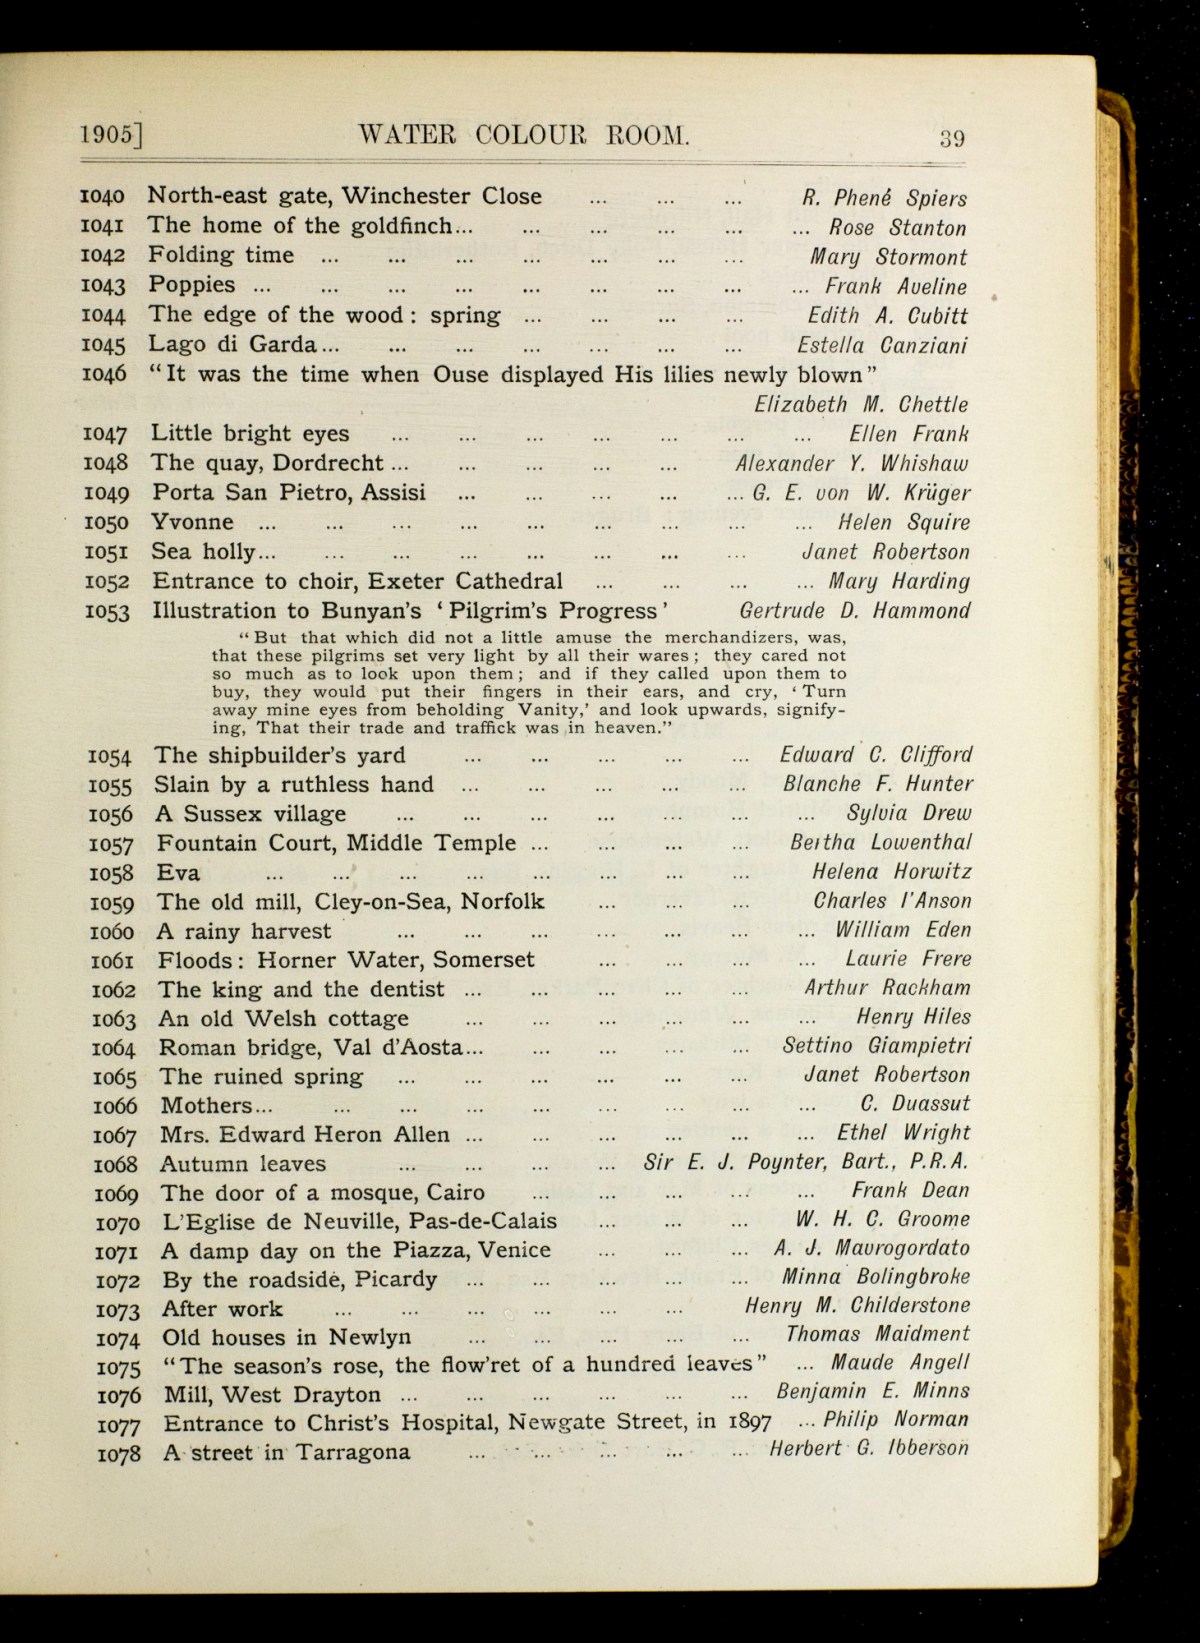 1905] WATER COLOUR ROOM. 39
1040 North-east gate, Winchester Close ... ... ... R. Phené Spiers
1041 The home of the goldfinch... ... ... ... ... ... Rose Stanton
1042 Folding time ... ... ... ... ... ... ... Mary Stormont
1043 Poppies ... ... ... ... ... ... ... ... ... Frank Aveline
1044 The edge of the wood : spring ... ... ... ... Edith A. Cubitt
1045 Lago di Garda... ... ... ... ... ... ... Estella Canziani
1046 "It was the time when Ouse displayed His lilies newly blown"
Elizabeth M. Chettle
1047 Little bright eyes ... ... ... ... ... ... ... Ellen Frank
1048 The quay, Dordrecht ... ... ... ... ... Alexander Y. Whishaw
1049 Porta San Pietro, Assisi ... ... ... ... ... G. E. von W. Krüger
1050 Yvonne ... ... ... ... ... ... ... ... ... Helen Squire
1051 Sea holly... ... ... ... ... ... ... ... Janet Robertson
1052 Entrance to choir, Exeter Cathedral ... ... ... ... Mary Harding
1053 Illustration to Bunyan's 'Pilgrim's Progress' Gertrude D. Hammond
"But that which did not a little amuse the merchandizers, was,
that these pilgrims set very light by all their wares ; they cared not
so much as to look upon them ; and if they called upon them to
buy, they would put their fingers in their ears, and cry, 'Turn
away mine eyes from beholding Vanity,' and look upwards, signify-
ing, That their trade and traffick was in heaven."
1054 The shipbuilder's yard ... ... ... ... ... Edward C. Clifford
1055 Slain by a ruthless hand ... ... ... ... ... Blanche F. Hunter
1056 A Sussex village ... ... ... ... ... ... ... Sylvia Drew
1057 Fountain Court, Middle Temple ... ... ... ... Bertha Lowenthal
1058 Eva ... ... ... ... ... ... ... ... Helena Horwitz
1059 The old mill, Cley-on-Sea, Norfolk ... ... ... Charles I'Anson
1060 A rainy harvest ... ... ... ... ... ... ... William Eden
1061 Floods : Horner Water, Somerset ... ... ... ... Laurie Frere
1062 The king and the dentist ... ... ... ... ... Arthur Rackham
1063 An old Welsh cottage ... ... ... ... ... ... Henry Hiles
1064 Roman bridge, Val d'Aosta... ... ... ... ... Settino Giampietri
1065 The ruined spring ... ... ... ... ... ... Janet Robertson
1066 Mothers... ... ... ... ... ... ... ... ... C. Duassut
1067 Mrs. Edward Heron Allen ... ... ... ... ... ... Ethel Wright
1068 Autumn leaves ... ... ... ... Sir E. J. Poynter, Bart., P.R.A.
1069 The door of a mosque, Cairo ... ... ... ... ... Frank Dean
1070 L'Eglise de Neuville, Pas-de-Calais ... ... ... W. H. C. Groome
1071 A damp day on the Piazza, Venice ... ... ... A. J. Mavrogordato
1072 By the roadside, Picardy ... ... ... ... ... Minna Bolingbroke
1073 After work ... ... ... ... ... ... Henry M. Childerstone
1074 Old houses in Newlyn ... ... ... ... ... Thomas Maidment
1075 "The season's rose, the flow'ret of a hundred leaves" ... Maude Angell
1076 Mill, West Drayton ... ... ... ... ... ... Benjamin E. Minns
1077 Entrance to Christ's Hospital, Newgate Street, in 1897 ... Philip Norman
1078 A street in Tarragona ... ... ... ... ... Herbert G. Ibberson